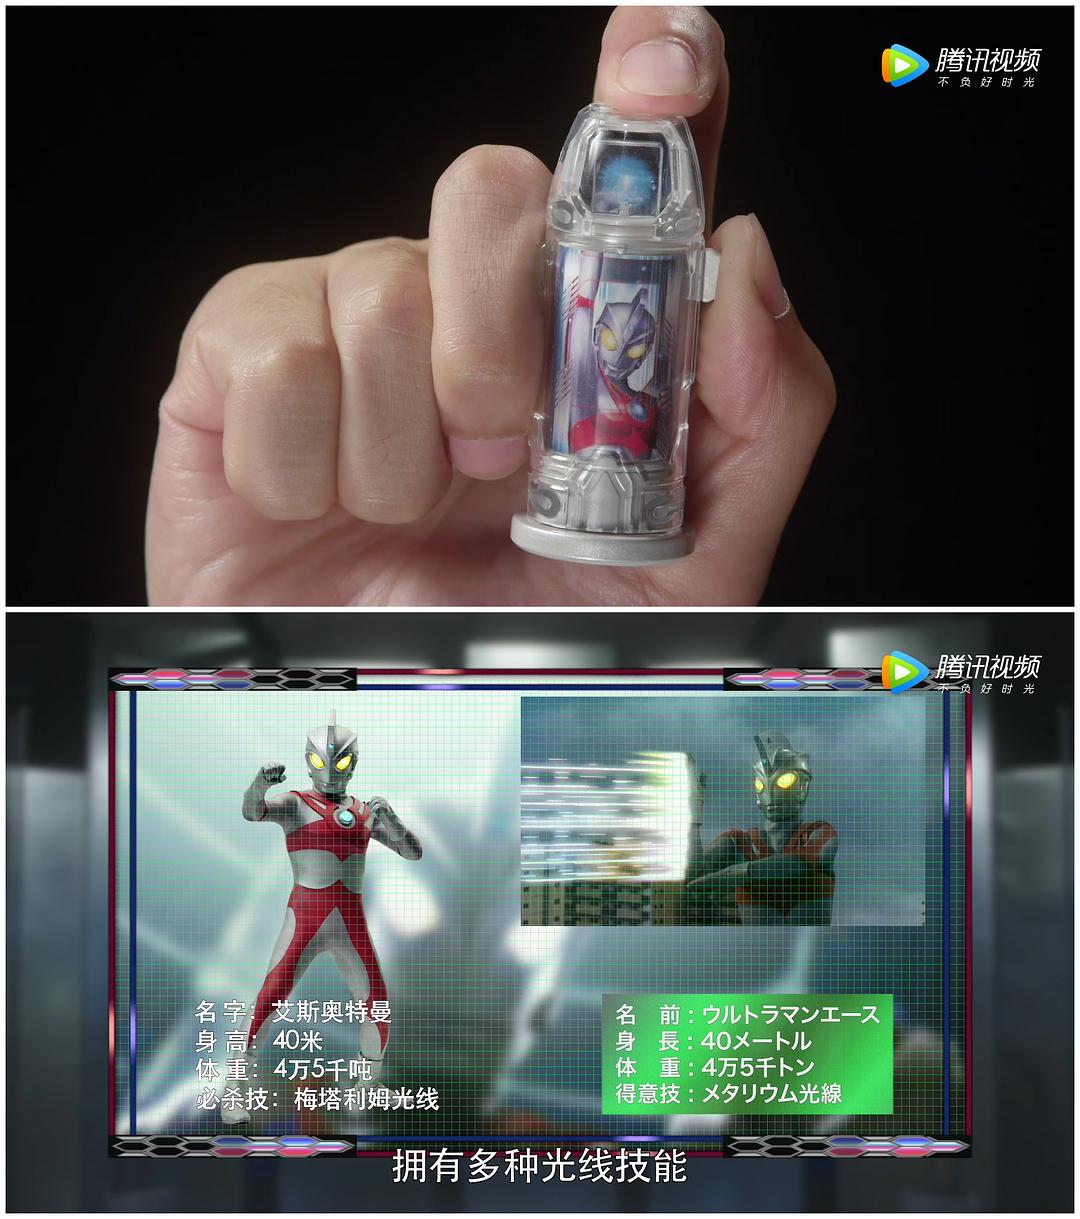 腾讯视频
不负好时光
腾讯视频
不负好时光
名 字：艾斯奥特曼
身 高：40米
体 重：4万5千吨
必杀技：梅塔利姆光线
名　前：ウルトラマンエース
身　長：40メートル
体　重：4万5千トン
得意技：メタリウム光線
拥有多种光线技能